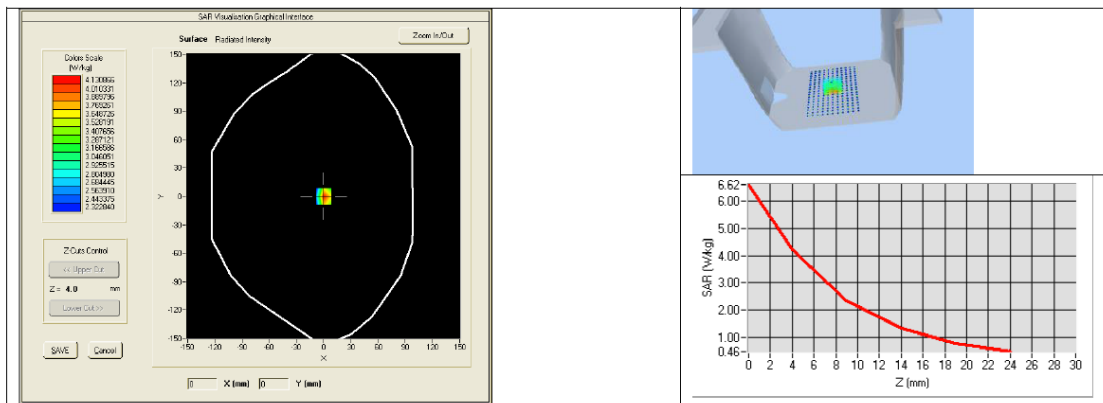 SAR Visualisation Graphical Interface
Surface Radiated Intensity
Zoom In/Out
Colors Scale
(W/kg)
4.130866
4.010331
3.889796
3.769261
3.648726
3.528191
3.407656
3.287121
3.166586
3.046051
2.925515
2.804980
2.684445
2.563910
2.443375
2.322840
Z Cuts Control
<< Upper Cut
Z = 4.0 mm
Lower Cut >>
SAVE Cancel
150
120
90
60
30
0
-30
-60
-90
-120
-150
Y
-150 -120 -90 -60 -30 0 30 60 90 120 150
X
0 X (mm) 0 Y (mm)
6.62
6.00
5.00
4.00
3.00
2.00
1.00
0.46
SAR (W/kg)
0 2 4 6 8 10 12 14 16 18 20 22 24 26 28 30
Z (mm)